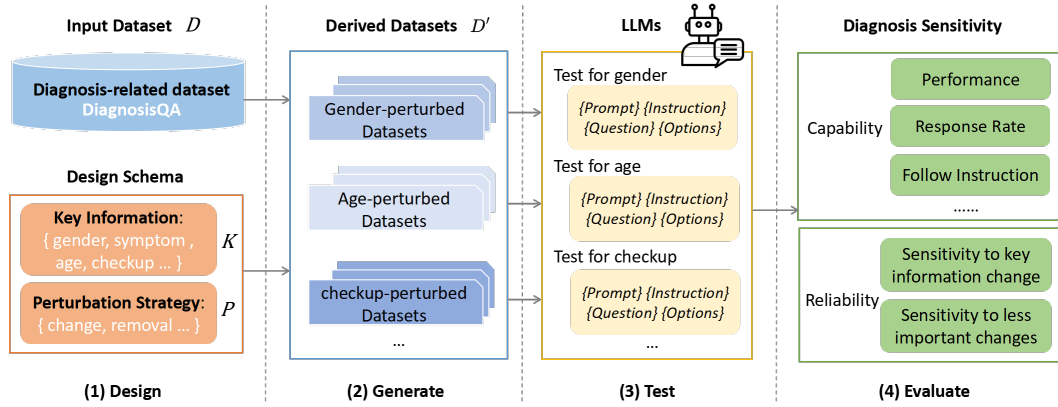 Input Dataset D
Diagnosis-related dataset
DiagnosisQA
Design Schema
Key Information:
{ gender, symptom ,
age, checkup ... }
K
Perturbation Strategy:
{ change, removal ... }
P
(1) Design
Derived Datasets D′
Gender-perturbed
Datasets
Age-perturbed
Datasets
checkup-perturbed
Datasets
...
(2) Generate
LLMs
Test for gender
{Prompt} {Instruction}
{Question} {Options}
Test for age
{Prompt} {Instruction}
{Question} {Options}
Test for checkup
{Prompt} {Instruction}
{Question} {Options}
...
(3) Test
Diagnosis Sensitivity
Capability
Performance
Response Rate
Follow Instruction
......
Reliability
Sensitivity to key
information change
Sensitivity to less
important changes
(4) Evaluate